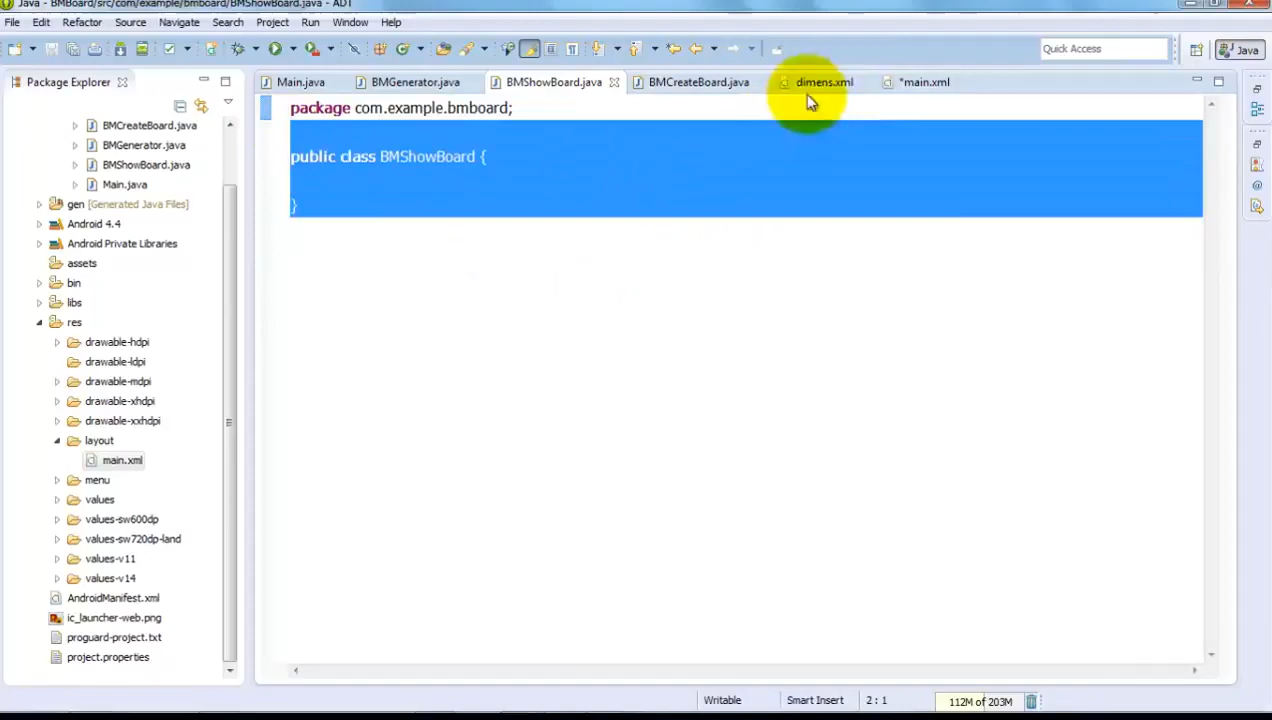 Java - BMBoard/src/com/example/bmboard/BMShowBoard.java - ADT
File Edit Refactor Source Navigate Search Project Run Window Help
Quick Access
Java
Package Explorer
Main.java
BMGenerator.java
BMShowBoard.java
BMCreateBoard.java
dimens.xml
*main.xml
BMCreateBoard.java
BMGenerator.java
BMShowBoard.java
Main.java
gen [Generated Java Files]
Android 4.4
Android Private Libraries
assets
bin
libs
res
drawable-hdpi
drawable-ldpi
drawable-mdpi
drawable-xhdpi
drawable-xxhdpi
layout
main.xml
menu
values
values-sw600dp
values-sw720dp-land
values-v11
values-v14
AndroidManifest.xml
ic_launcher-web.png
proguard-project.txt
project.properties
package com.example.bmboard;
public class BMShowBoard {
}
Writable
Smart Insert
2 : 1
112M of 203M